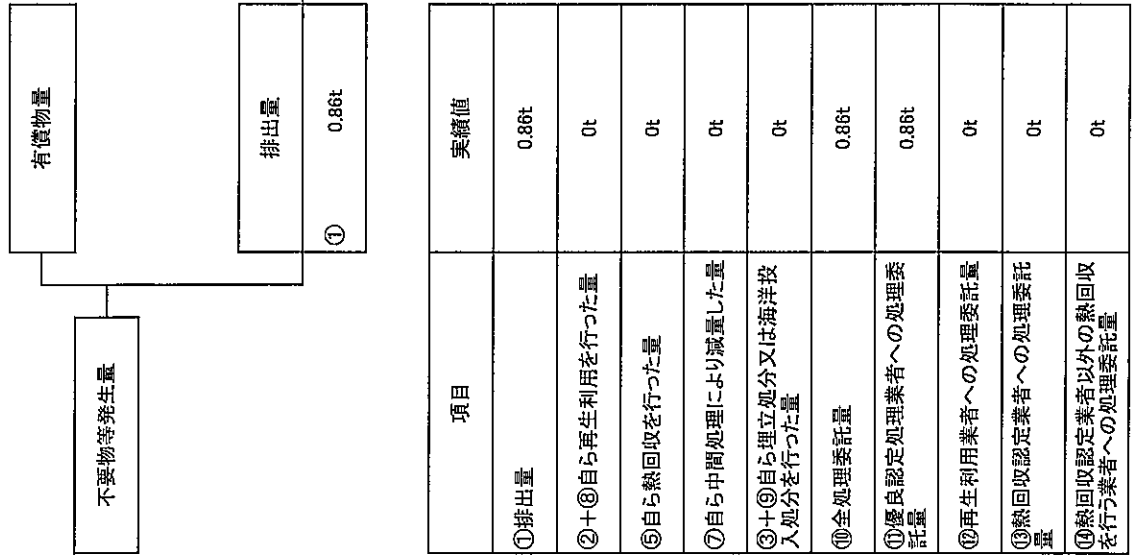 不要物等発生量
有償物量
排出量
① 0.86t
項目 実績値
①排出量 0.86t
②+⑧自ら再生利用を行った量 0t
⑤自ら熱回収を行った量 0t
⑦自ら中間処理により減量した量 0t
③+⑨自ら埋立処分又は海洋投
入処分を行った量 0t
⑩全処理委託量 0.86t
⑪優良認定処理業者への処理委
託量 0.86t
⑫再生利用業者への処理委託量 0t
⑬熱回収認定業者への処理委託
量 0t
⑭熱回収認定業者以外の熱回収
を行う業者への処理委託量 0t